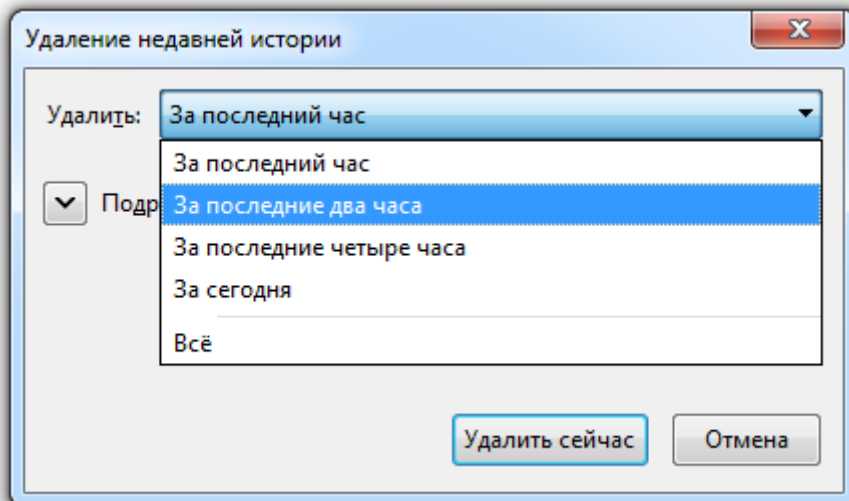 Удаление недавней истории
Удалить: За последний час
За последний час
Подр За последние два часа
За последние четыре часа
За сегодня
Всё
Удалить сейчас Отмена